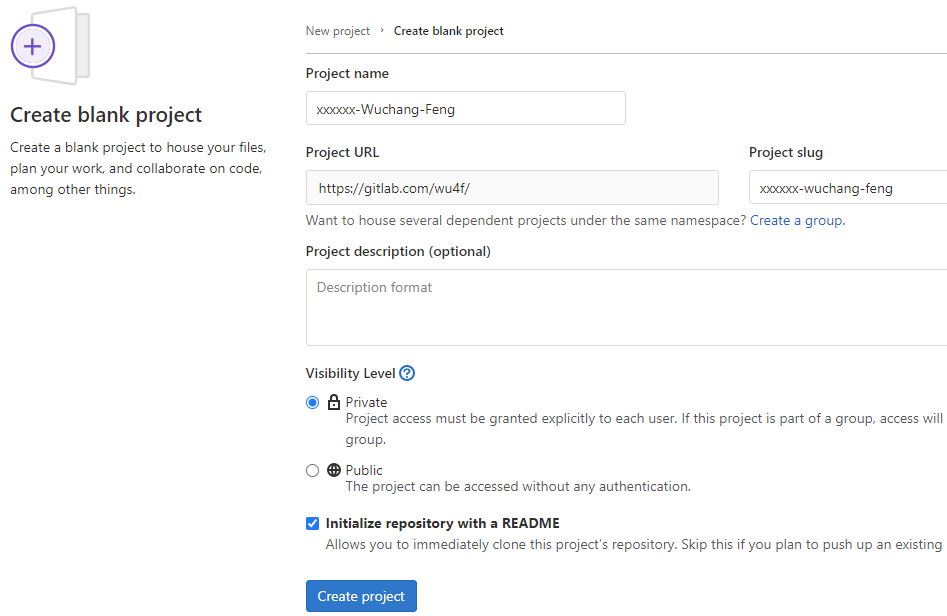 Create blank project
Create a blank project to house your files,
plan your work, and collaborate on code,
among other things.
New project › Create blank project
Project name
xxxxxx-Wuchang-Feng
Project URL
Project slug
https://gitlab.com/wu4f/
xxxxxx-wuchang-feng
Want to house several dependent projects under the same namespace? Create a group.
Project description (optional)
Description format
Visibility Level ?
Private
Project access must be granted explicitly to each user. If this project is part of a group, access will
group.
Public
The project can be accessed without any authentication.
Initialize repository with a README
Allows you to immediately clone this project’s repository. Skip this if you plan to push up an existing
Create project